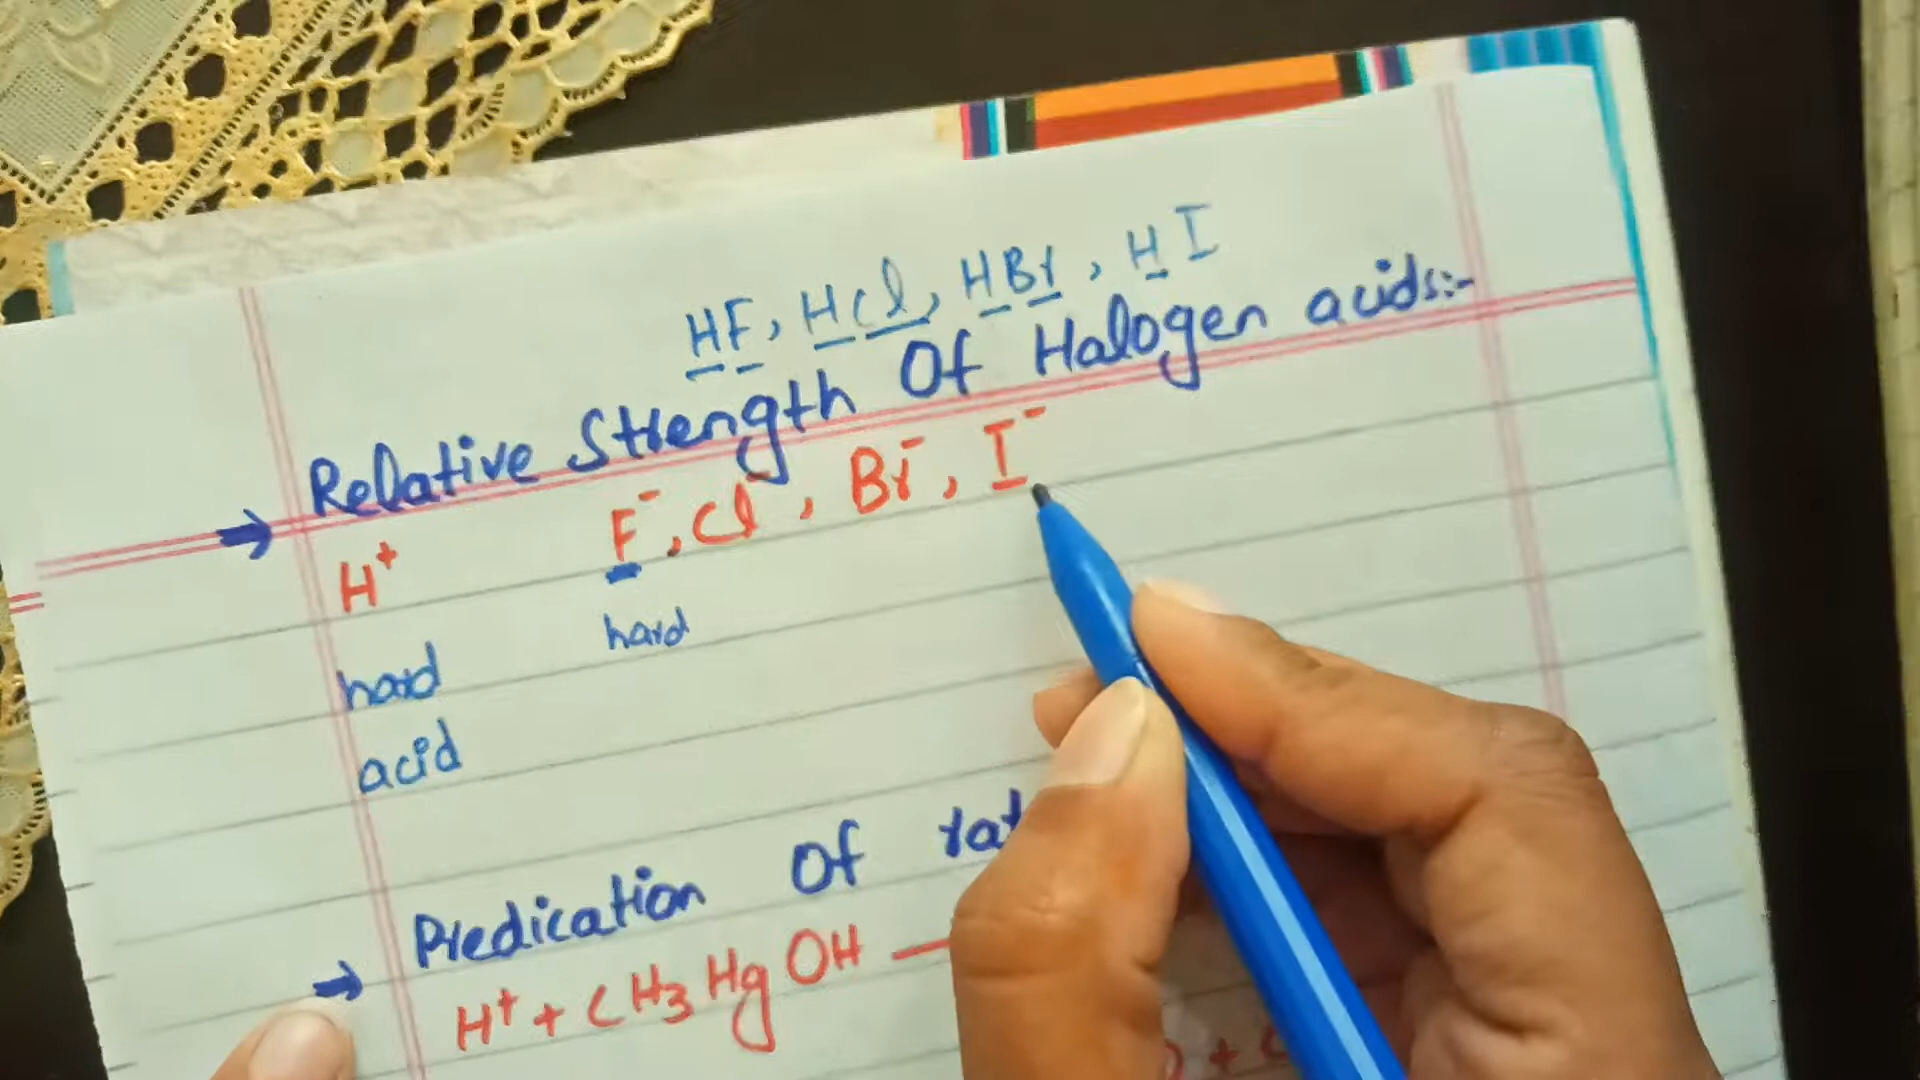 HF, HCl, HBr, HI
Relative Strength Of Halogen acids:-
H⁺ F⁻, Cl⁻, Br⁻, I⁻
hard hard
acid
Predication Of
H⁺ + CH3HgOH —
+